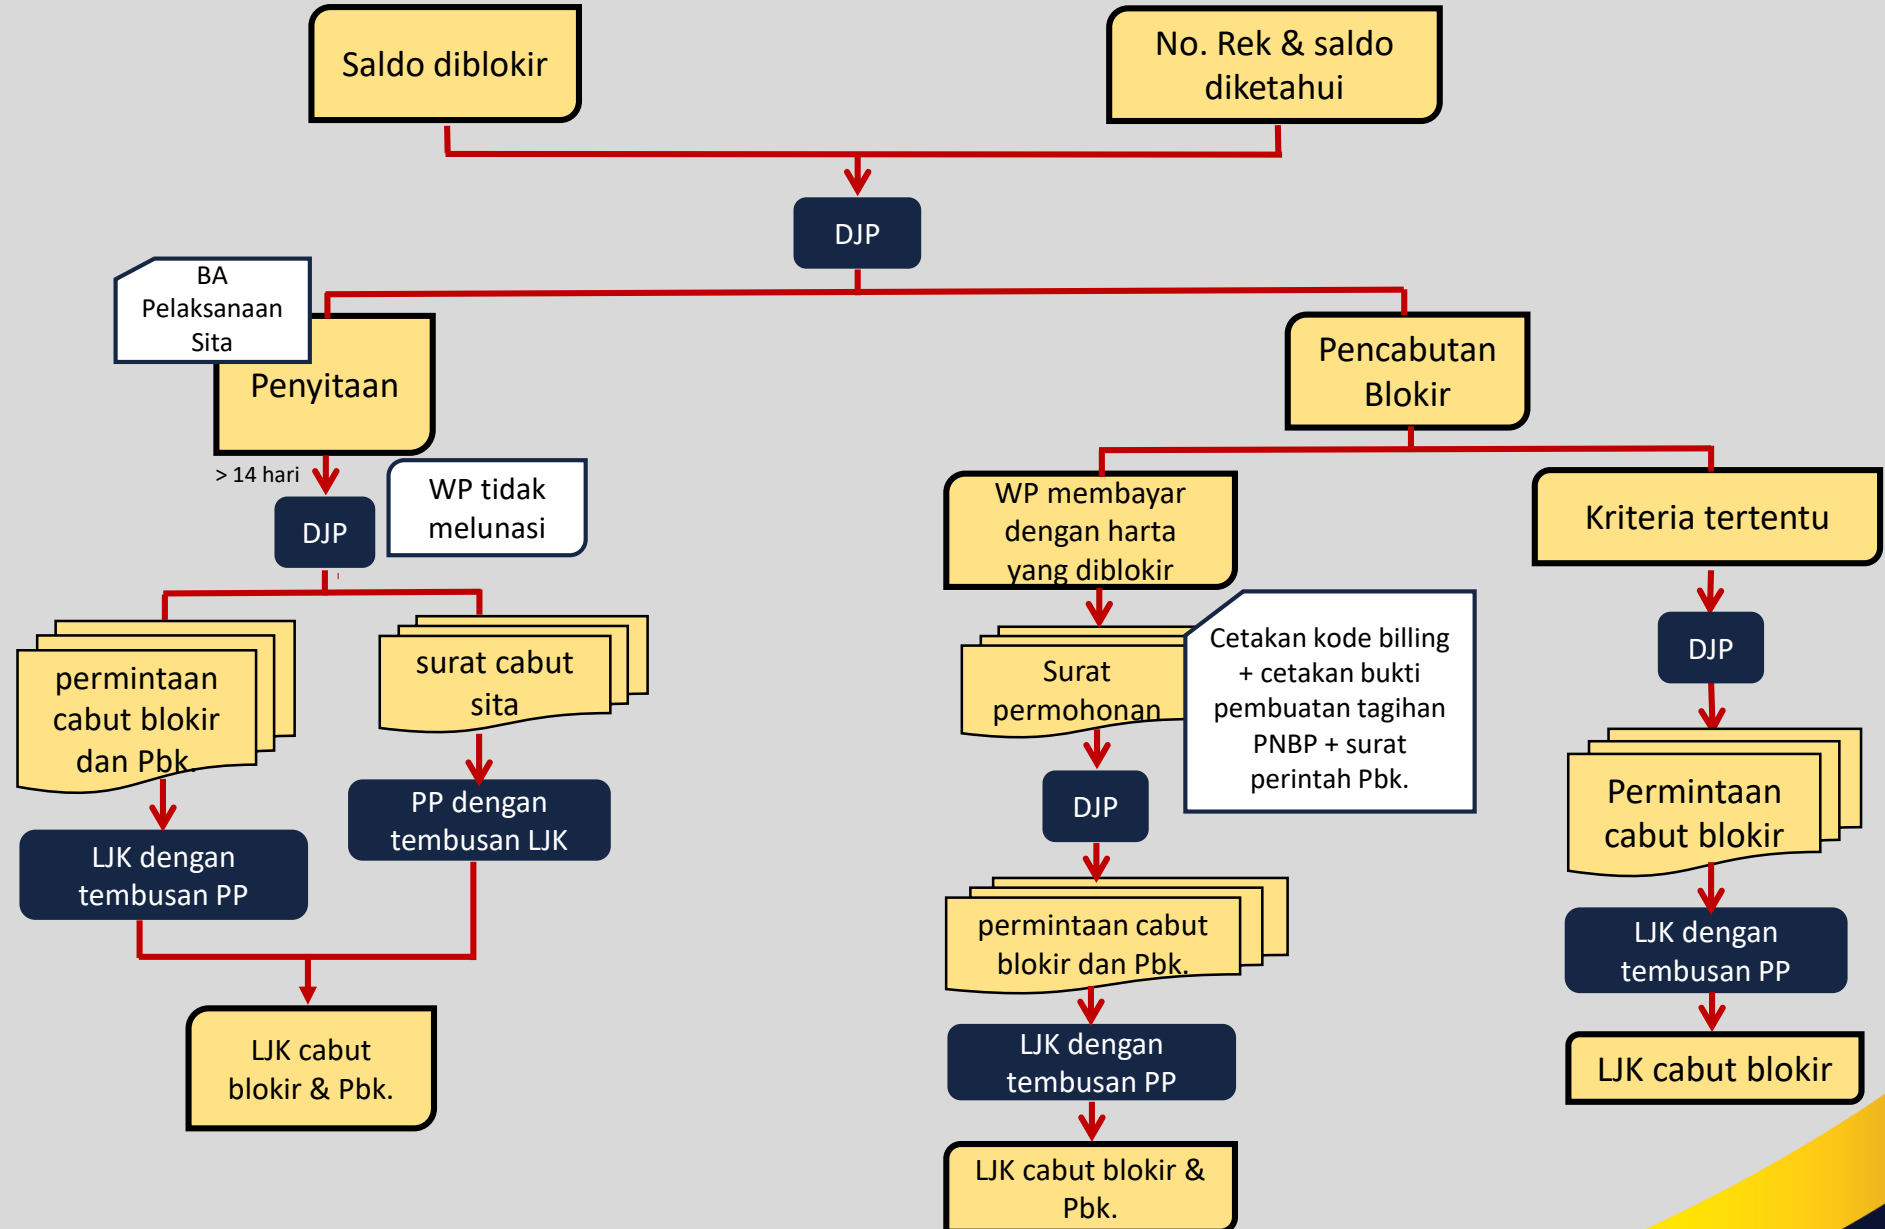 Saldo diblokir
No. Rek & saldo
diketahui
DJP
BA
Pelaksanaan
Sita
Penyitaan
Pencabutan
Blokir
> 14 hari
DJP
WP tidak
melunasi
WP membayar
dengan harta
yang diblokir
Kriteria tertentu
permintaan
cabut blokir
dan Pbk.
surat cabut
sita
Surat
permohonan
Cetakan kode billing
+ cetakan bukti
pembuatan tagihan
PNBP + surat
perintah Pbk.
DJP
LJK dengan
tembusan PP
PP dengan
tembusan LJK
DJP
Permintaan
cabut blokir
permintaan cabut
blokir dan Pbk.
LJK dengan
tembusan PP
LJK cabut
blokir & Pbk.
LJK dengan
tembusan PP
LJK cabut blokir
LJK cabut blokir &
Pbk.